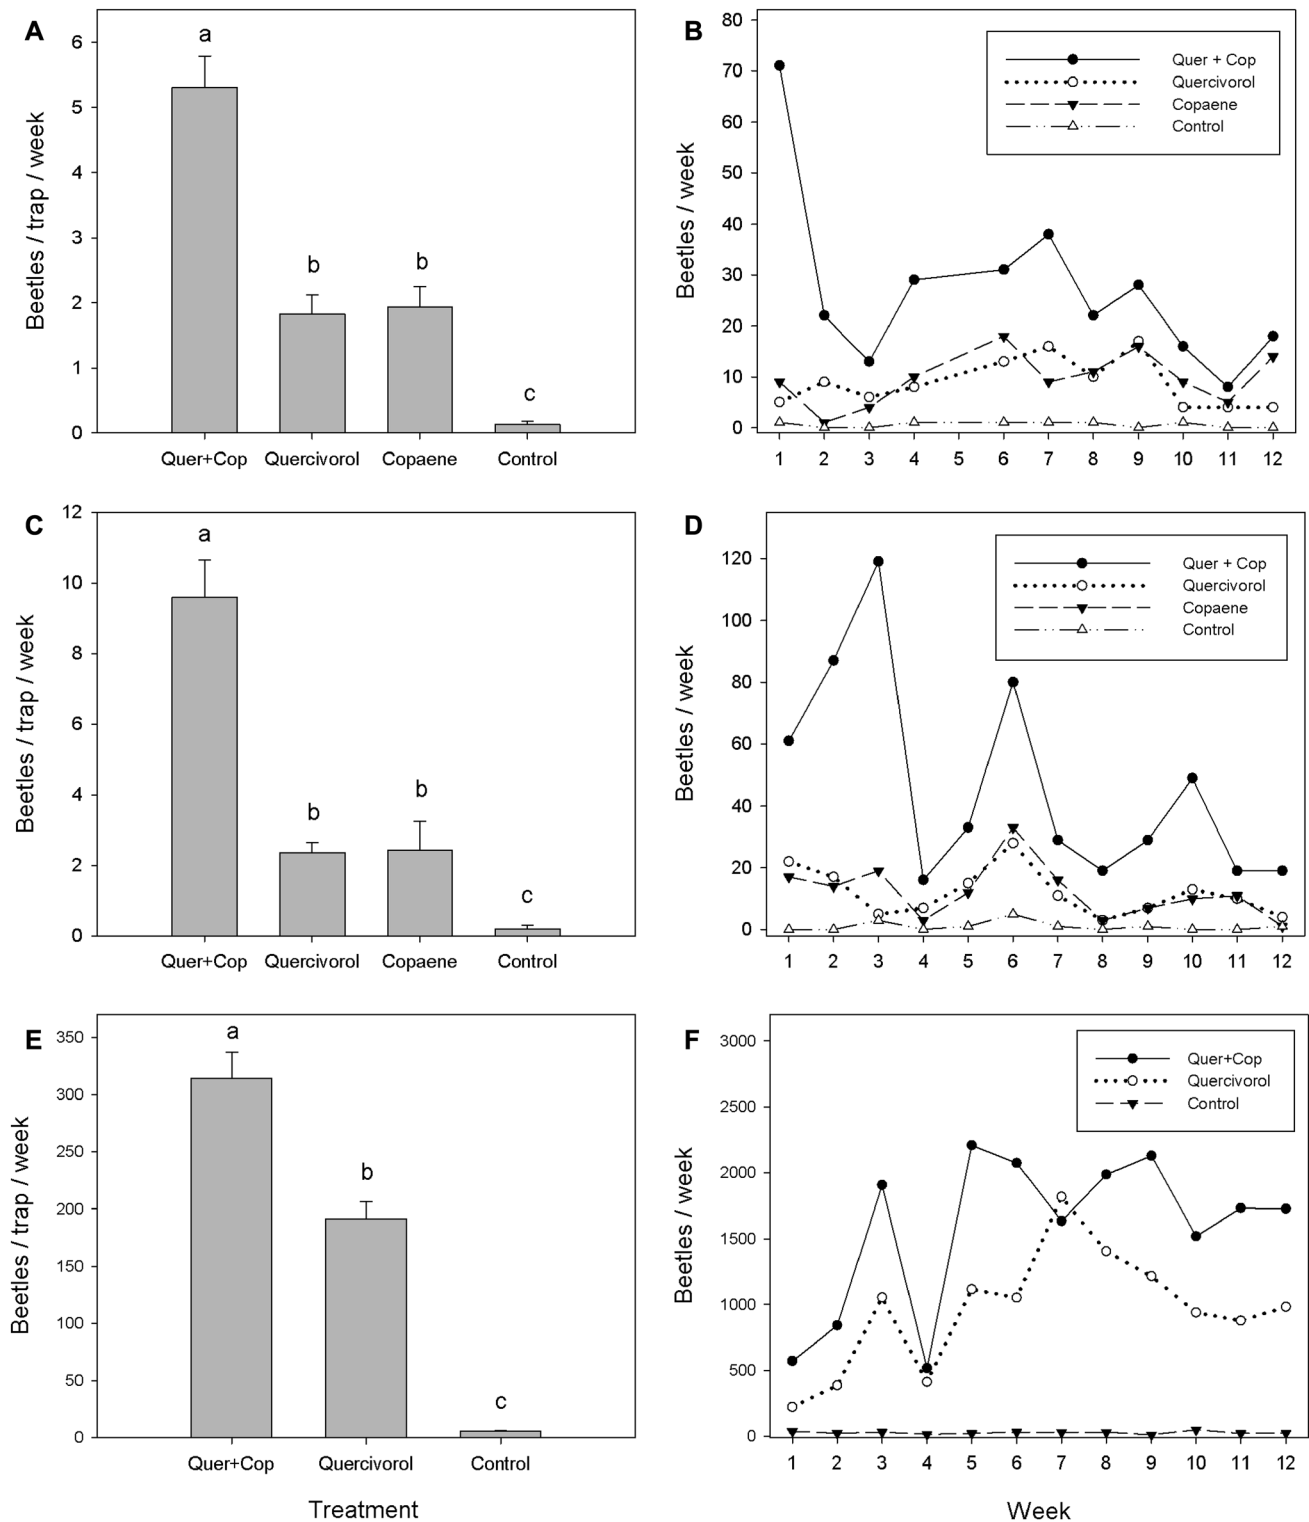 A
Beetles / trap / week
6
5
4
3
2
1
0
a
b
b
c
Quer+Cop Quercivorol Copaene Control
B
Beetles / week
80
70
60
50
40
30
20
10
0
Quer + Cop
Quercivorol
Copaene
Control
1 2 3 4 5 6 7 8 9 10 11 12
C
Beetles / trap / week
12
10
8
6
4
2
0
a
b
b
c
Quer+Cop Quercivorol Copaene Control
D
Beetles / week
120
100
80
60
40
20
0
Quer + Cop
Quercivorol
Copaene
Control
1 2 3 4 5 6 7 8 9 10 11 12
E
Beetles / trap / week
350
300
250
200
150
100
50
0
a
b
c
Quer+Cop Quercivorol Control
Treatment
F
Beetles / week
3000
2500
2000
1500
1000
500
0
Quer+Cop
Quercivorol
Control
1 2 3 4 5 6 7 8 9 10 11 12
Week